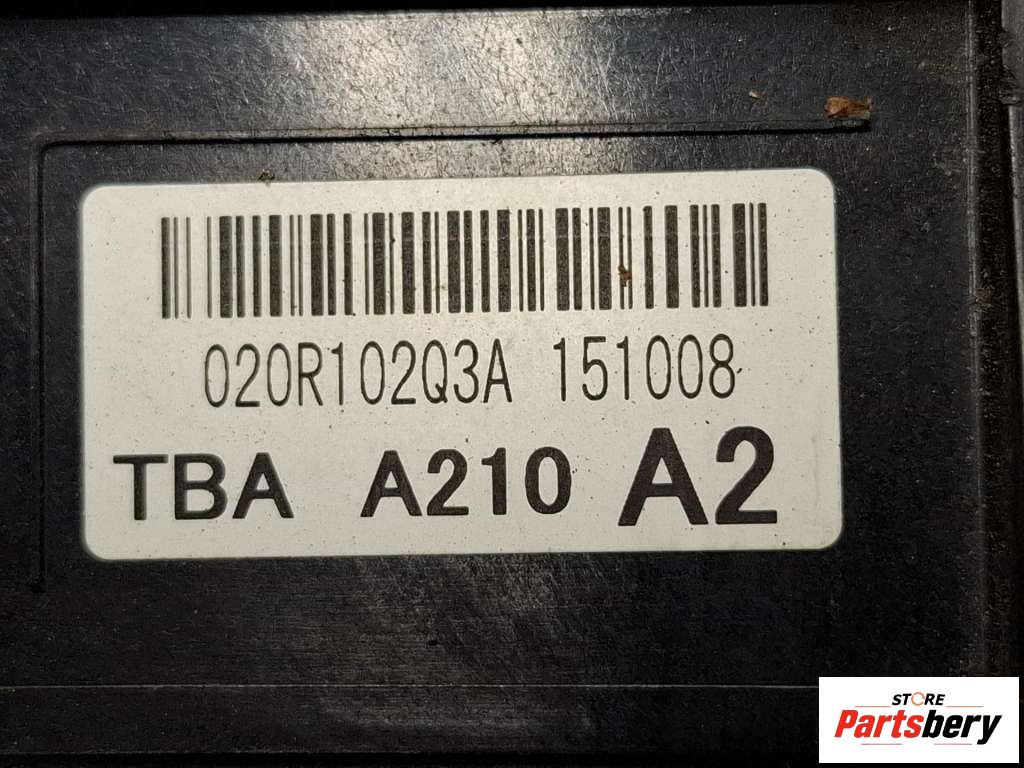 020R102Q3A 151008
TBA A210 A2
STORE
Partsbery